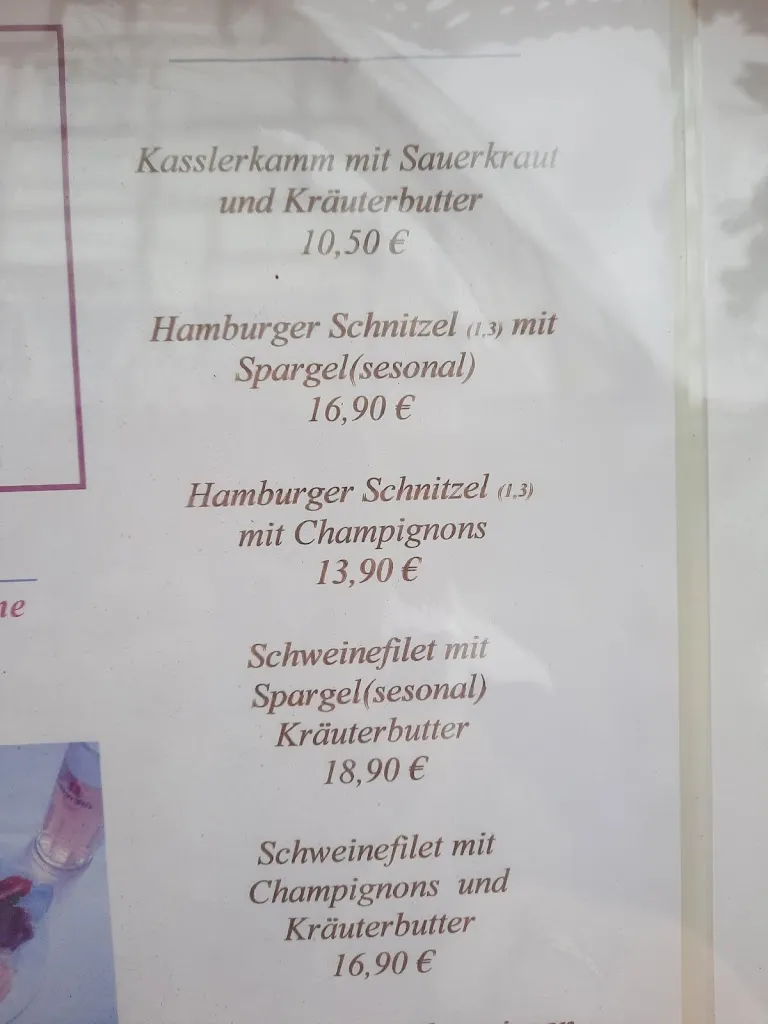 Kasslerkamm mit Sauerkraut
und Kräuterbutter
10,50 €
Hamburger Schnitzel (1,3) mit
Spargel(sesonal)
16,90 €
Hamburger Schnitzel (1,3)
mit Champignons
13,90 €
Schweinefilet mit
Spargel(sesonal)
Kräuterbutter
18,90 €
Schweinefilet mit
Champignons und
Kräuterbutter
16,90 €